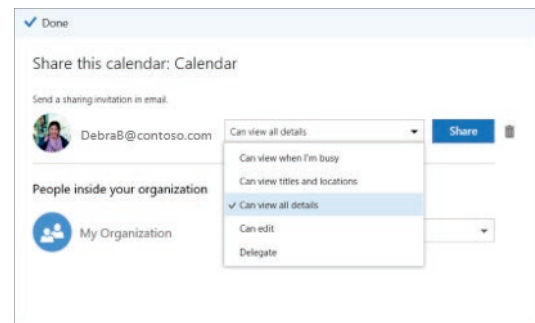 Done
Share this calendar: Calendar
Send a sharing invitation in email.
DebraB@contoso.com
Can view all details
Share
Can view when I'm busy
Can view titles and locations
Can view all details
Can edit
Delegate
People inside your organization
My Organization